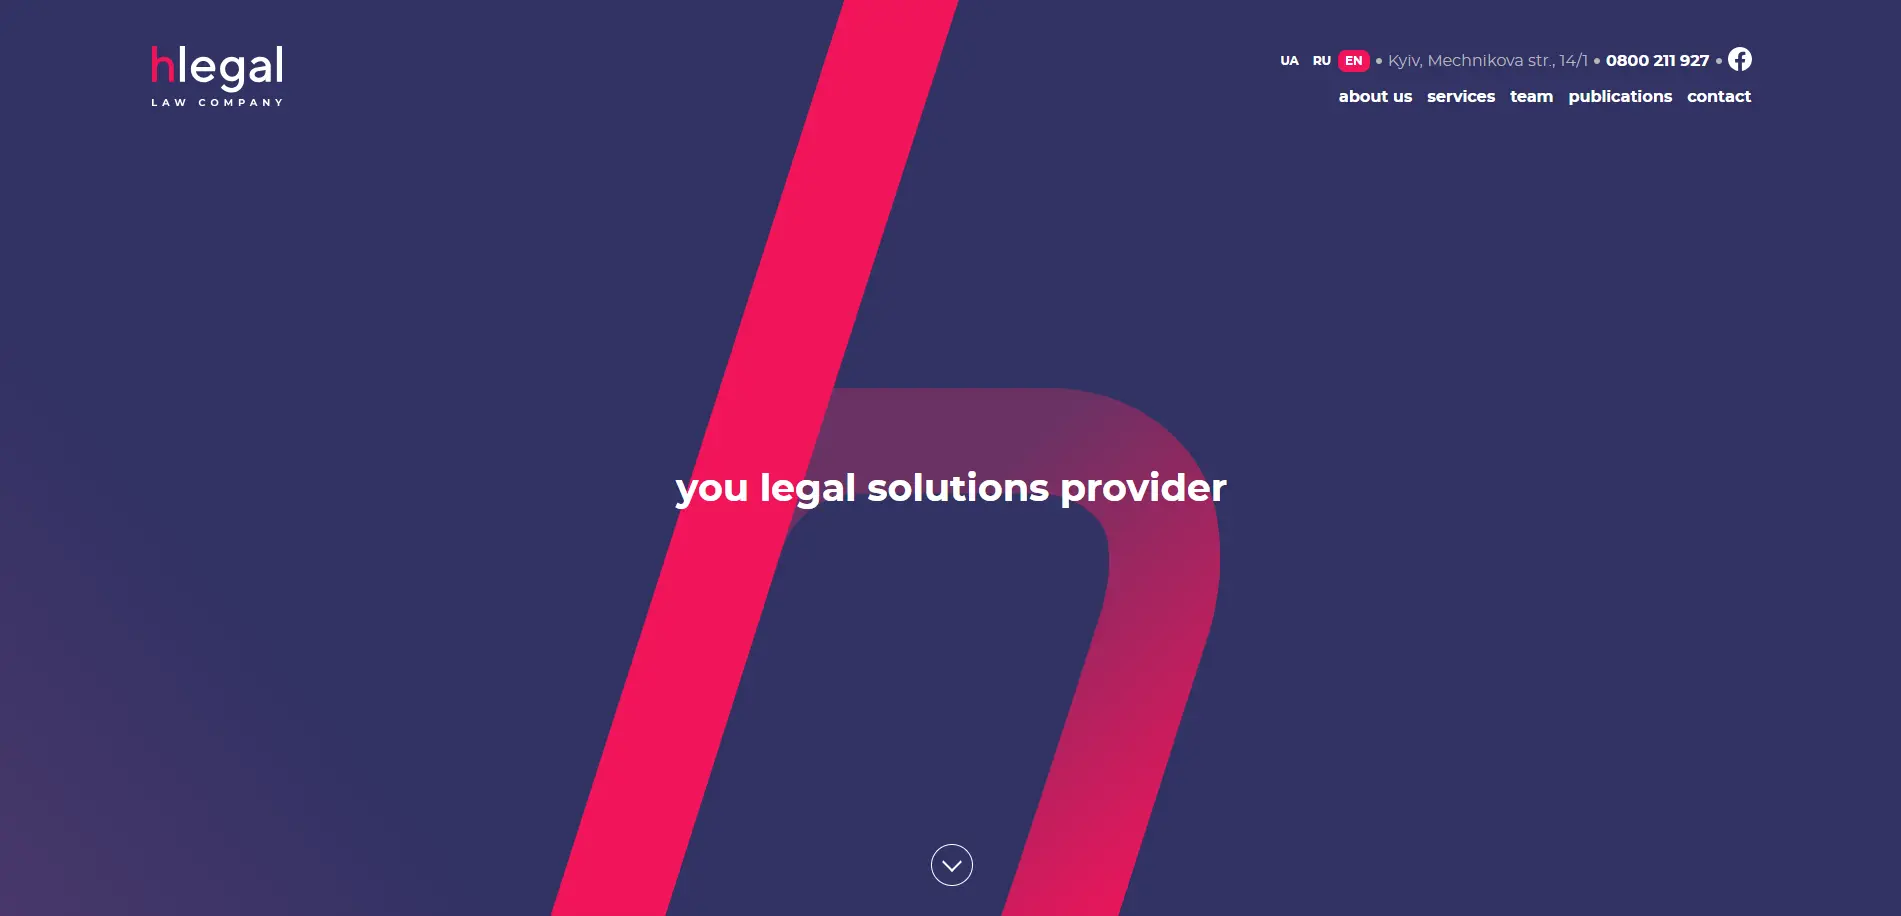 hlegal
LAW COMPANY
UA RU EN • Kyiv, Mechnikova str., 14/1 • 0800 211 927 •
about us services team publications contact
you legal solutions provider